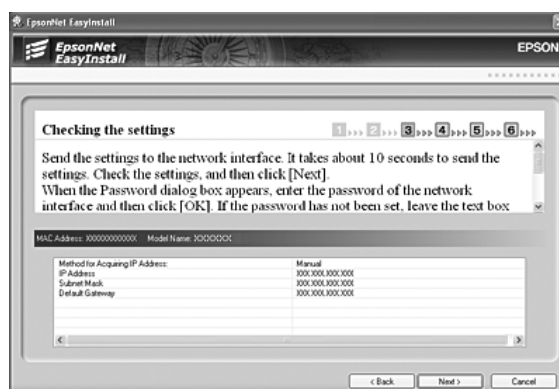 EpsonNet EasyInstall
EpsonNet
EasyInstall
EPSON
Checking the settings
1 2 3 4 5 6
Send the settings to the network interface. It takes about 10 seconds to send the
settings. Check the settings, and then click [Next].
When the Password dialog box appears, enter the password of the network
interface and then click [OK]. If the password has not been set, leave the text box
MAC Address: XXXXXXXXXXXX Model Name: XXXXXXX
Method for Acquiring IP Address: Manual
IP Address XXX.XXX.XXX.XXX
Subnet Mask XXX.XXX.XXX.XXX
Default Gateway XXX.XXX.XXX.XXX
< Back Next > Cancel